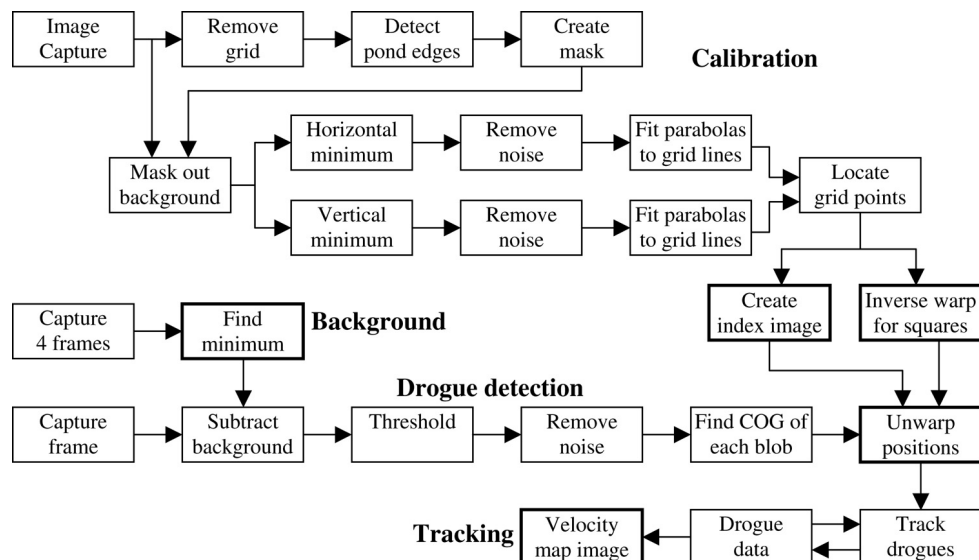 Image
Capture
Remove
grid
Detect
pond edges
Create
mask
Calibration
Horizontal
minimum
Remove
noise
Fit parabolas
to grid lines
Mask out
background
Locate
grid points
Vertical
minimum
Remove
noise
Fit parabolas
to grid lines
Create
index image
Inverse warp
for squares
Capture
4 frames
Find
minimum
Background
Drogue detection
Capture
frame
Subtract
background
Threshold
Remove
noise
Find COG of
each blob
Unwarp
positions
Tracking
Velocity
map image
Drogue
data
Track
drogues